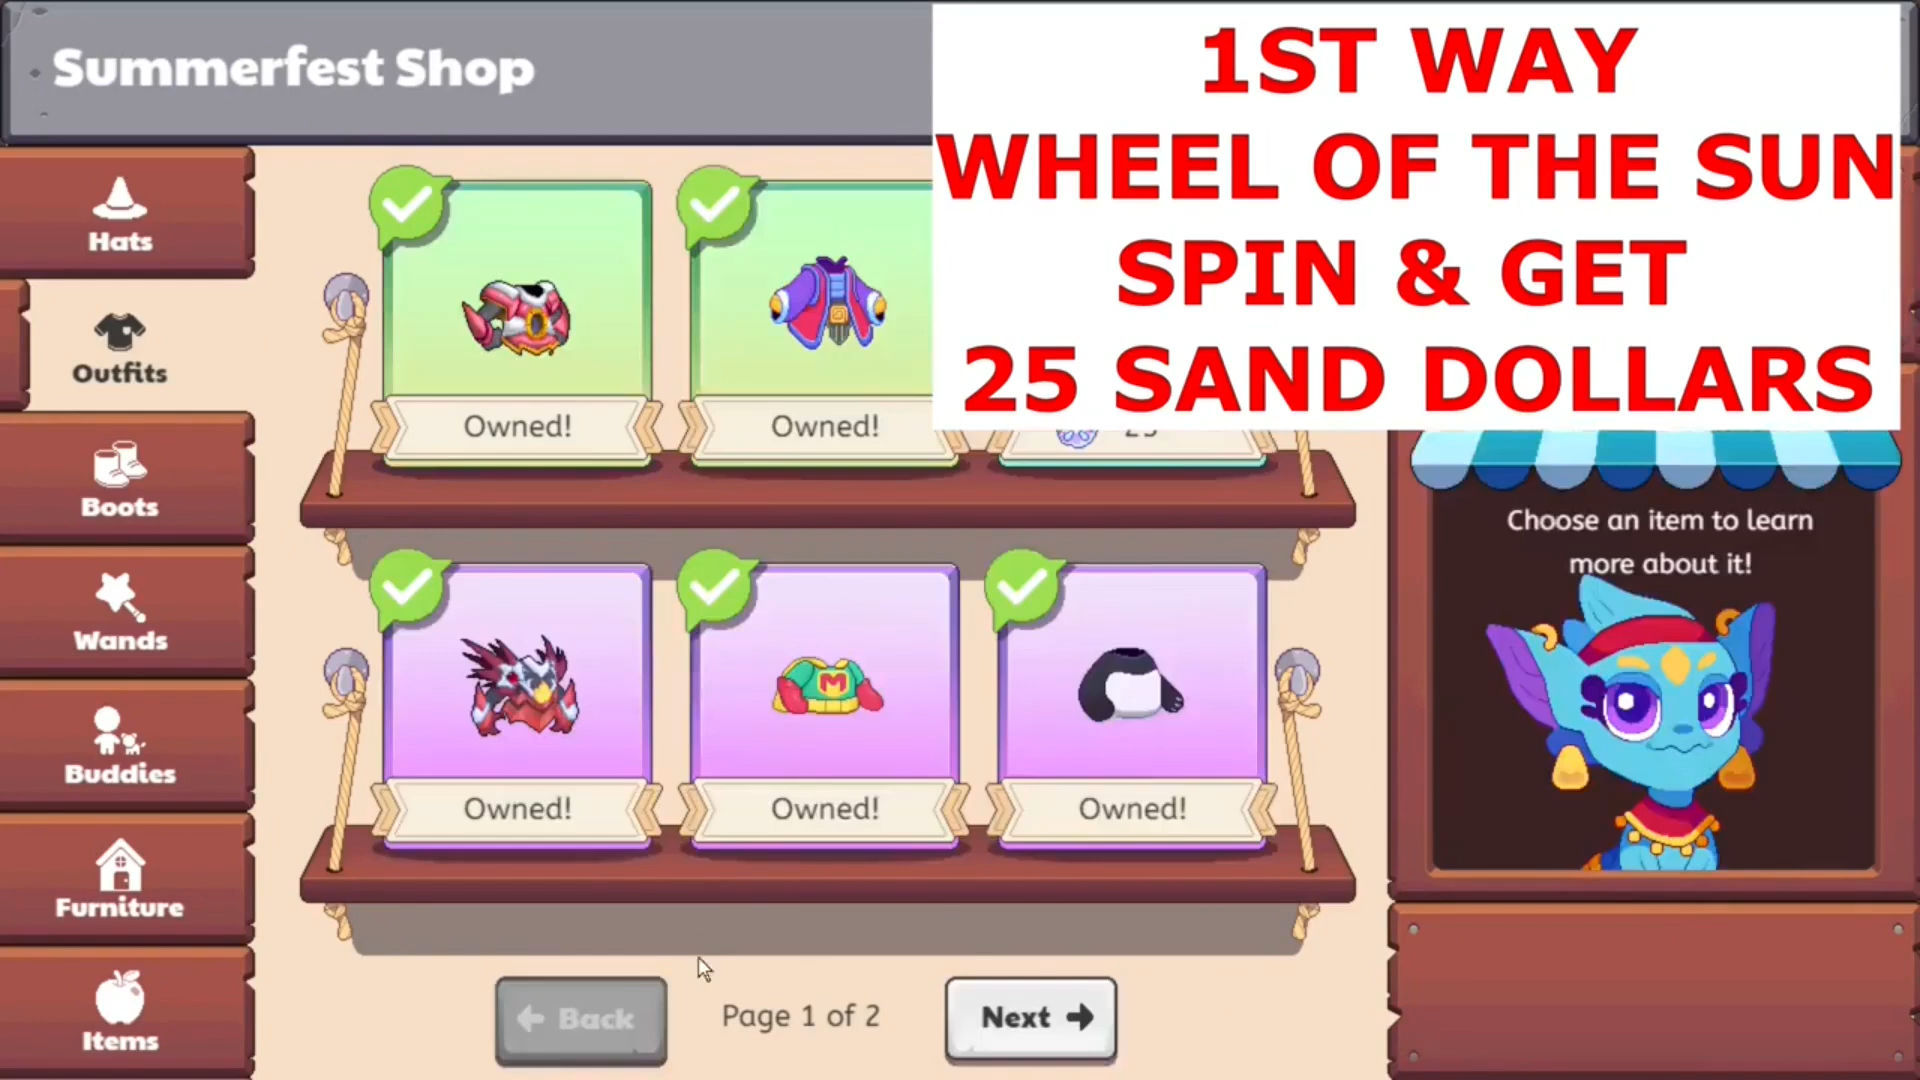 Summerfest Shop
1ST WAY
WHEEL OF THE SUN
SPIN & GET
25 SAND DOLLARS
Hats
Outfits
Boots
Wands
Buddies
Furniture
Items
Owned!
Owned!
Owned!
M
Owned!
Owned!
Choose an item to learn
more about it!
Back
Page 1 of 2
Next